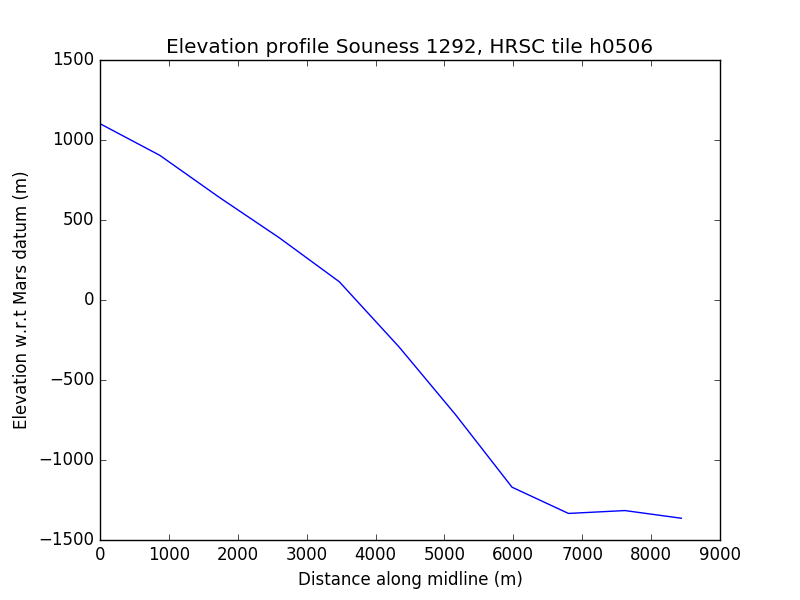 Elevation profile Souness 1292, HRSC tile h0506
1500
1000
500
0
−500
−1000
−1500
Elevation w.r.t Mars datum (m)
0 1000 2000 3000 4000 5000 6000 7000 8000 9000
Distance along midline (m)